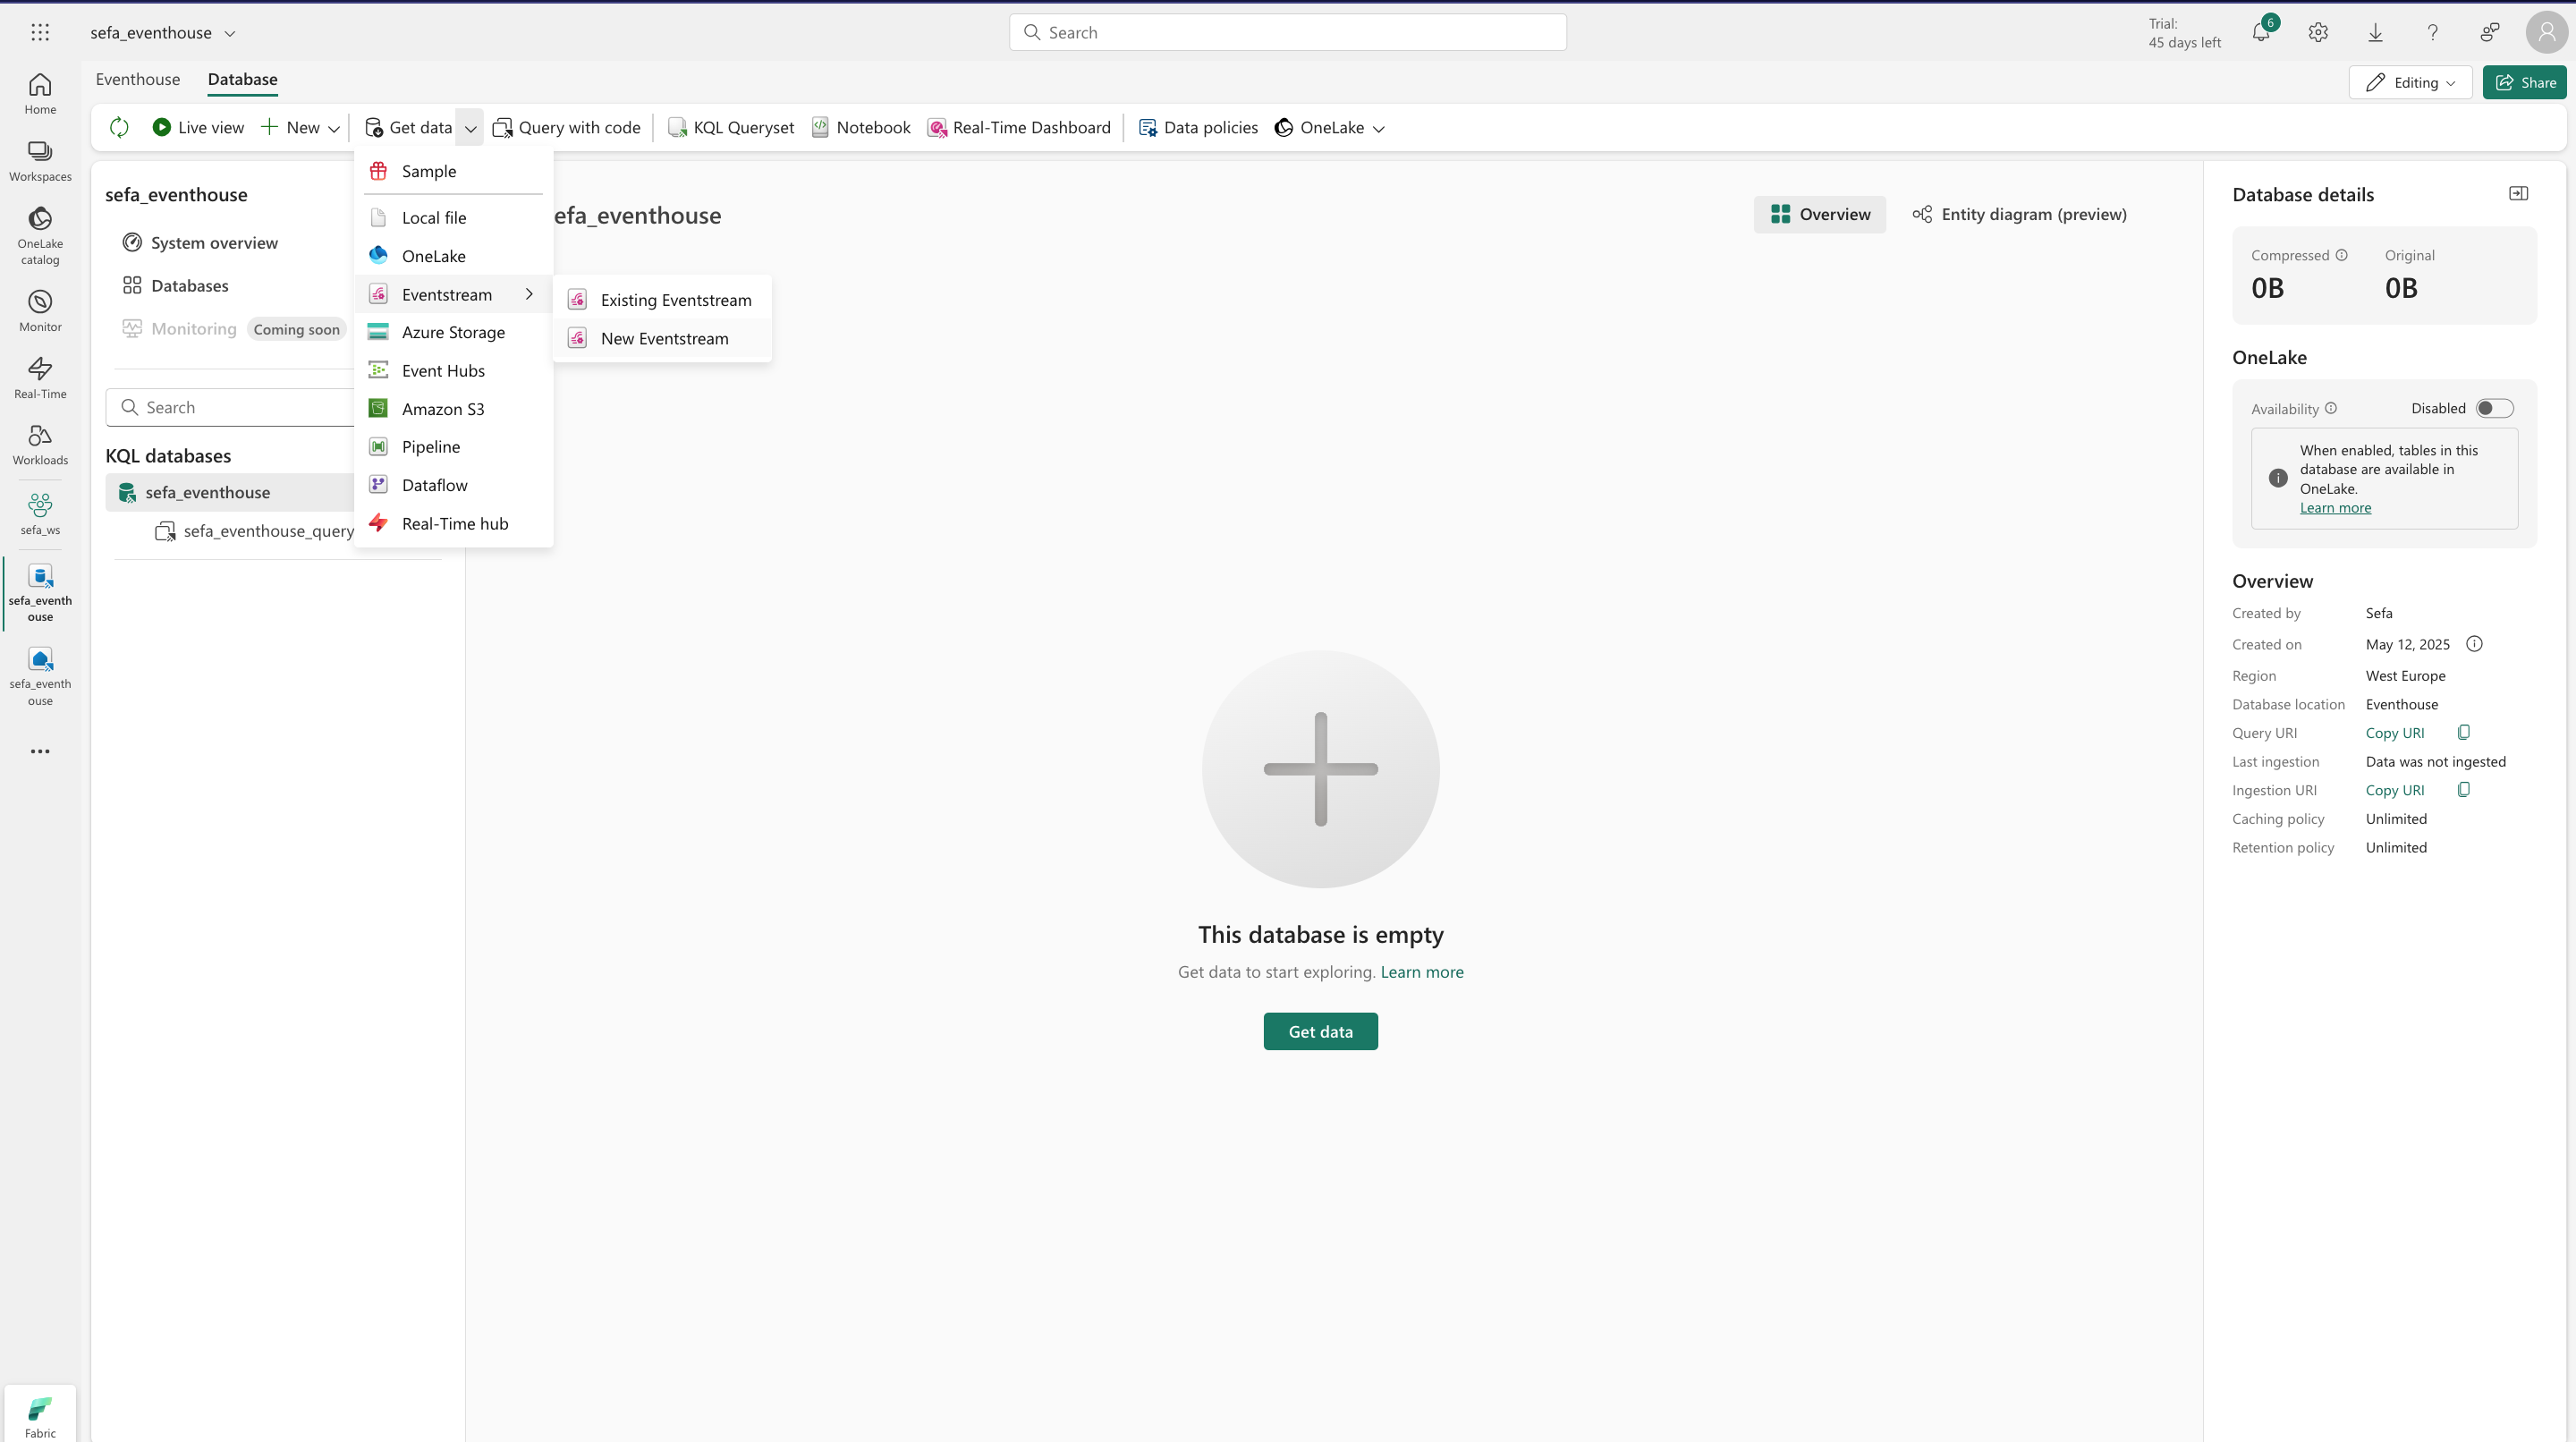 sefa_eventhouse
Search
Trial:
45 days left
6
Eventhouse
Database
Editing
Share
Live view
New
Get data
Query with code
KQL Queryset
Notebook
Real-Time Dashboard
Data policies
OneLake
Home
Workspaces
OneLake
catalog
Monitor
Real-Time
Workloads
sefa_ws
sefa_eventh
ouse
sefa_eventh
ouse
Fabric
sefa_eventhouse
System overview
Databases
Monitoring
Coming soon
Search
KQL databases
sefa_eventhouse
sefa_eventhouse_query
Sample
Local file
OneLake
Eventstream
Azure Storage
Event Hubs
Amazon S3
Pipeline
Dataflow
Real-Time hub
Existing Eventstream
New Eventstream
efa_eventhouse
Overview
Entity diagram (preview)
This database is empty
Get data to start exploring. Learn more
Get data
Database details
Compressed
Original
0B
0B
OneLake
Availability
Disabled
When enabled, tables in this
database are available in
OneLake.
Learn more
Overview
Created by Sefa
Created on May 12, 2025
Region West Europe
Database location Eventhouse
Query URI Copy URI
Last ingestion Data was not ingested
Ingestion URI Copy URI
Caching policy Unlimited
Retention policy Unlimited